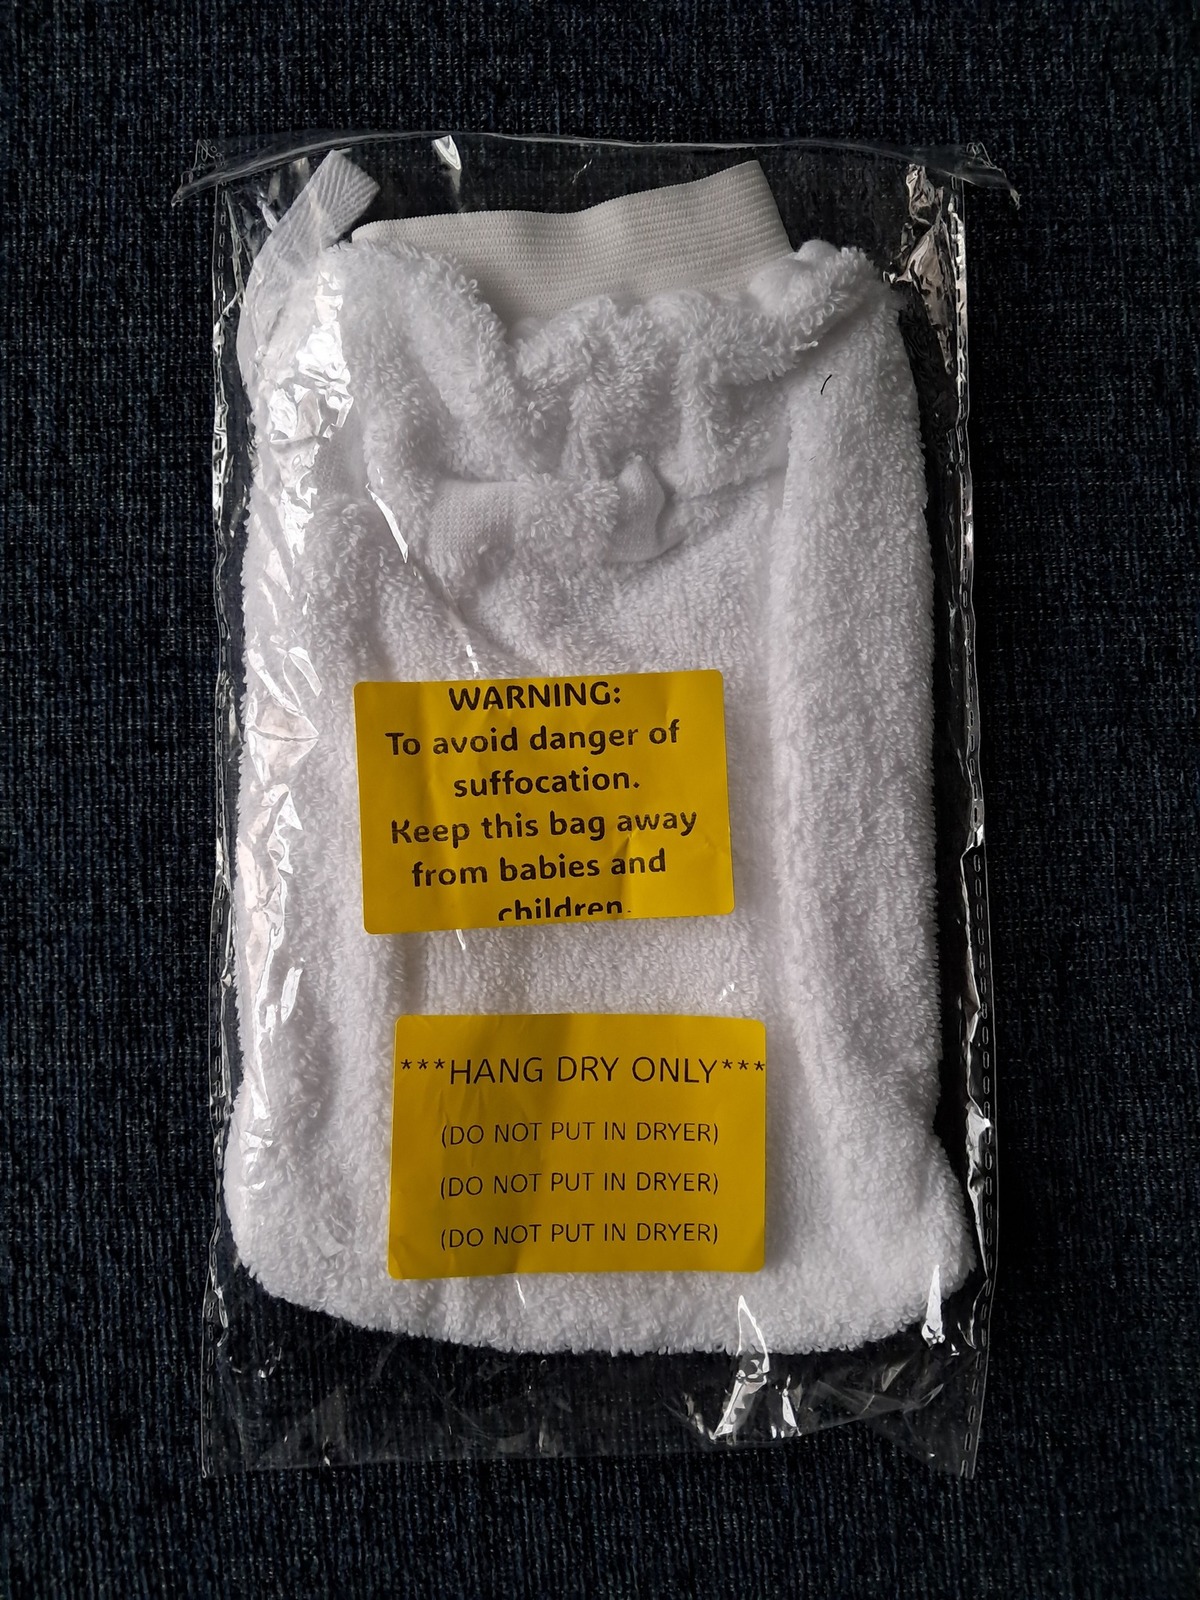 WARNING:
To avoid danger of
suffocation.
Keep this bag away
from babies and
children.
***HANG DRY ONLY***
(DO NOT PUT IN DRYER)
(DO NOT PUT IN DRYER)
(DO NOT PUT IN DRYER)